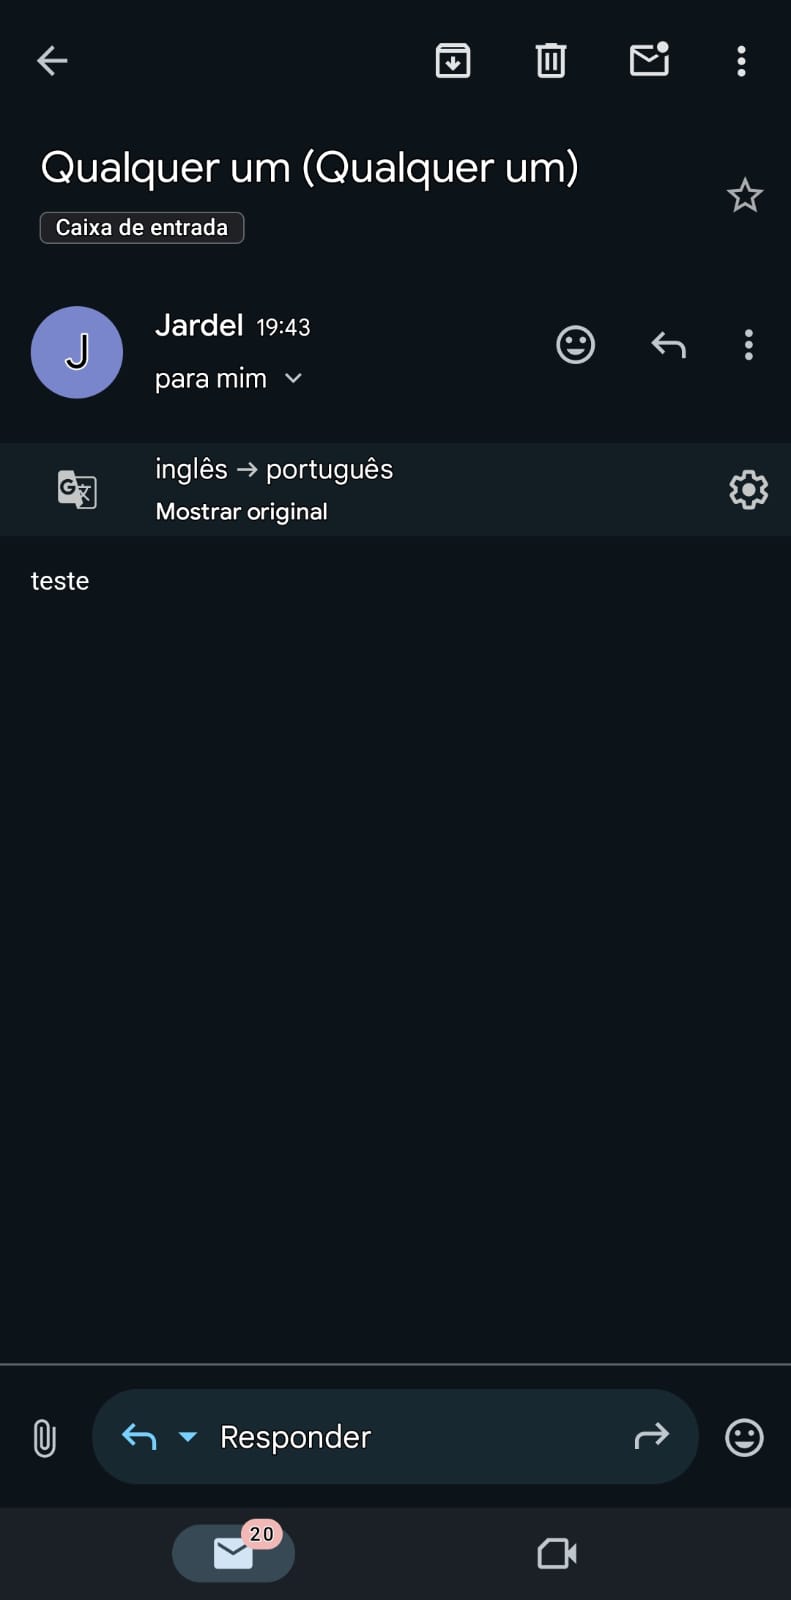 Qualquer um (Qualquer um)
Caixa de entrada
J
Jardel 19:43
para mim
inglês → português
Mostrar original
teste
Responder
20